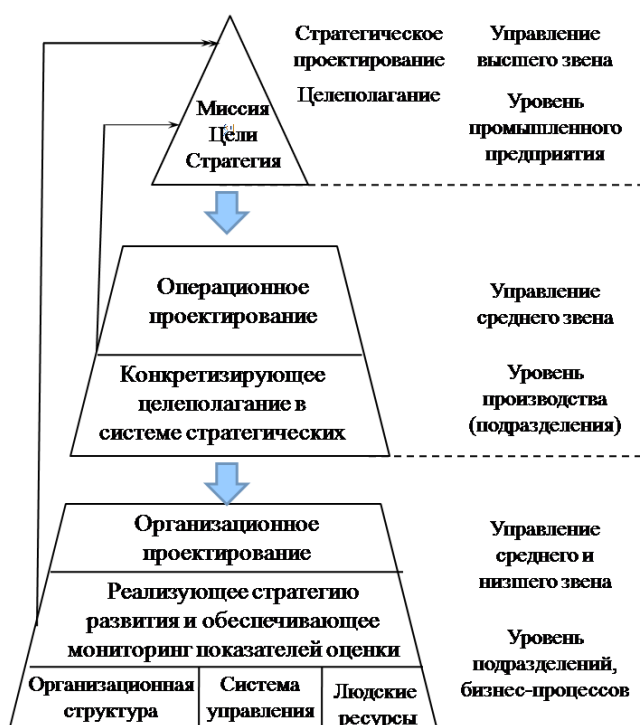 Стратегическое
проектирование
Целеполагание
Управление
высшего звена
Уровень
промышленного
предприятия
Миссия
Цели
Стратегия
Операционное
проектирование
Управление
среднего звена
Конкретизирующее
целеполагание в
системе стратегических
Уровень
производства
(подразделения)
Организационное
проектирование
Управление
среднего и
низшего звена
Реализующее стратегию
развития и обеспечивающее
мониторинг показателей оценки
Уровень
подразделений,
бизнес-процессов
Организационная
структура
Система
управления
Людские
ресурсы